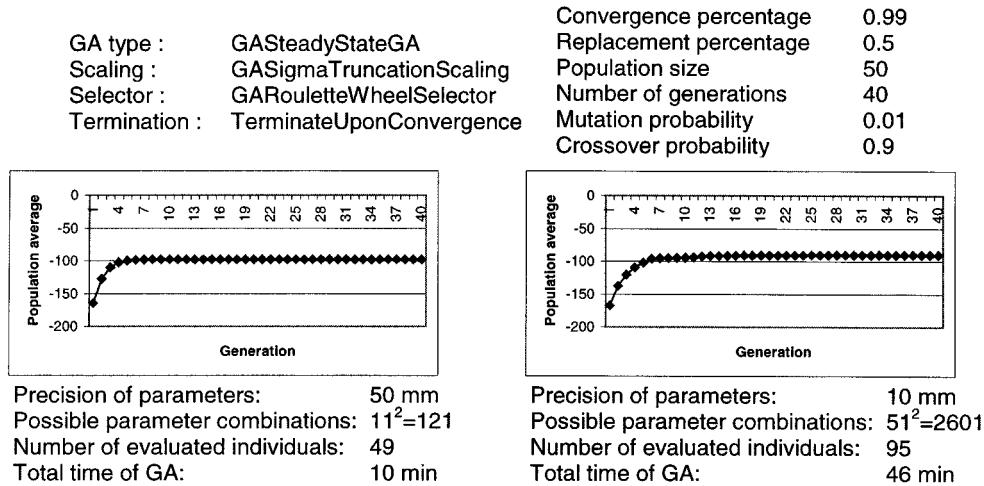 GA type : GASteadyStateGA
Scaling : GASigmaTruncationScaling
Selector : GARouletteWheelSelector
Termination : TerminateUponConvergence
Convergence percentage 0.99
Replacement percentage 0.5
Population size 50
Number of generations 40
Mutation probability 0.01
Crossover probability 0.9
Population average
0
-50
-100
-150
-200
1 4 7 10 13 16 19 22 25 28 31 34 37 40
Generation
Precision of parameters: 50 mm
Possible parameter combinations: 11²=121
Number of evaluated individuals: 49
Total time of GA: 10 min
Population average
0
-50
-100
-150
-200
1 4 7 10 13 16 19 22 25 28 31 34 37 40
Generation
Precision of parameters: 10 mm
Possible parameter combinations: 51²=2601
Number of evaluated individuals: 95
Total time of GA: 46 min